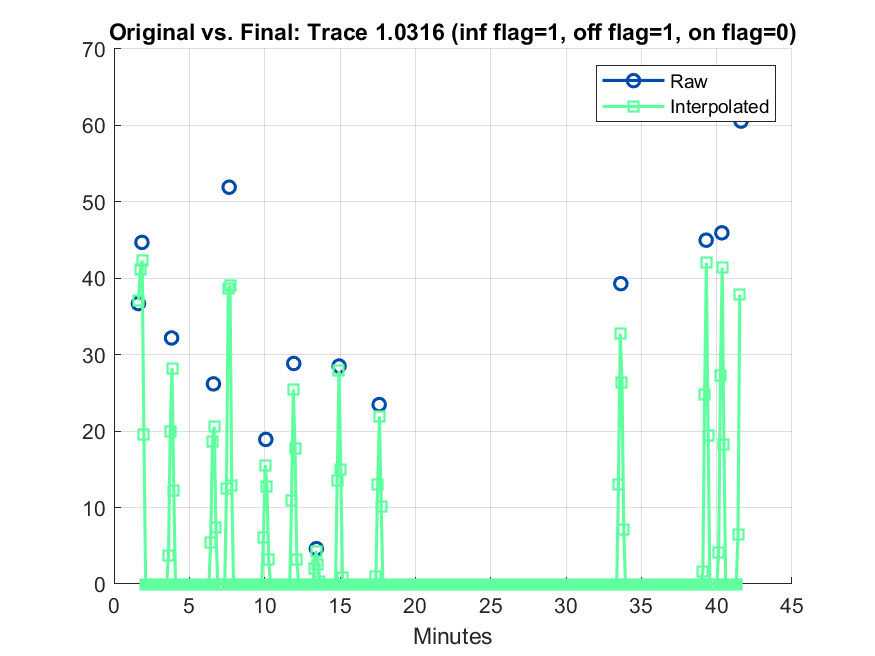 Original vs. Final: Trace 1.0316 (inf flag=1, off flag=1, on flag=0)
70
60
50
40
30
20
10
0
Raw
Interpolated
0 5 10 15 20 25 30 35 40 45
Minutes